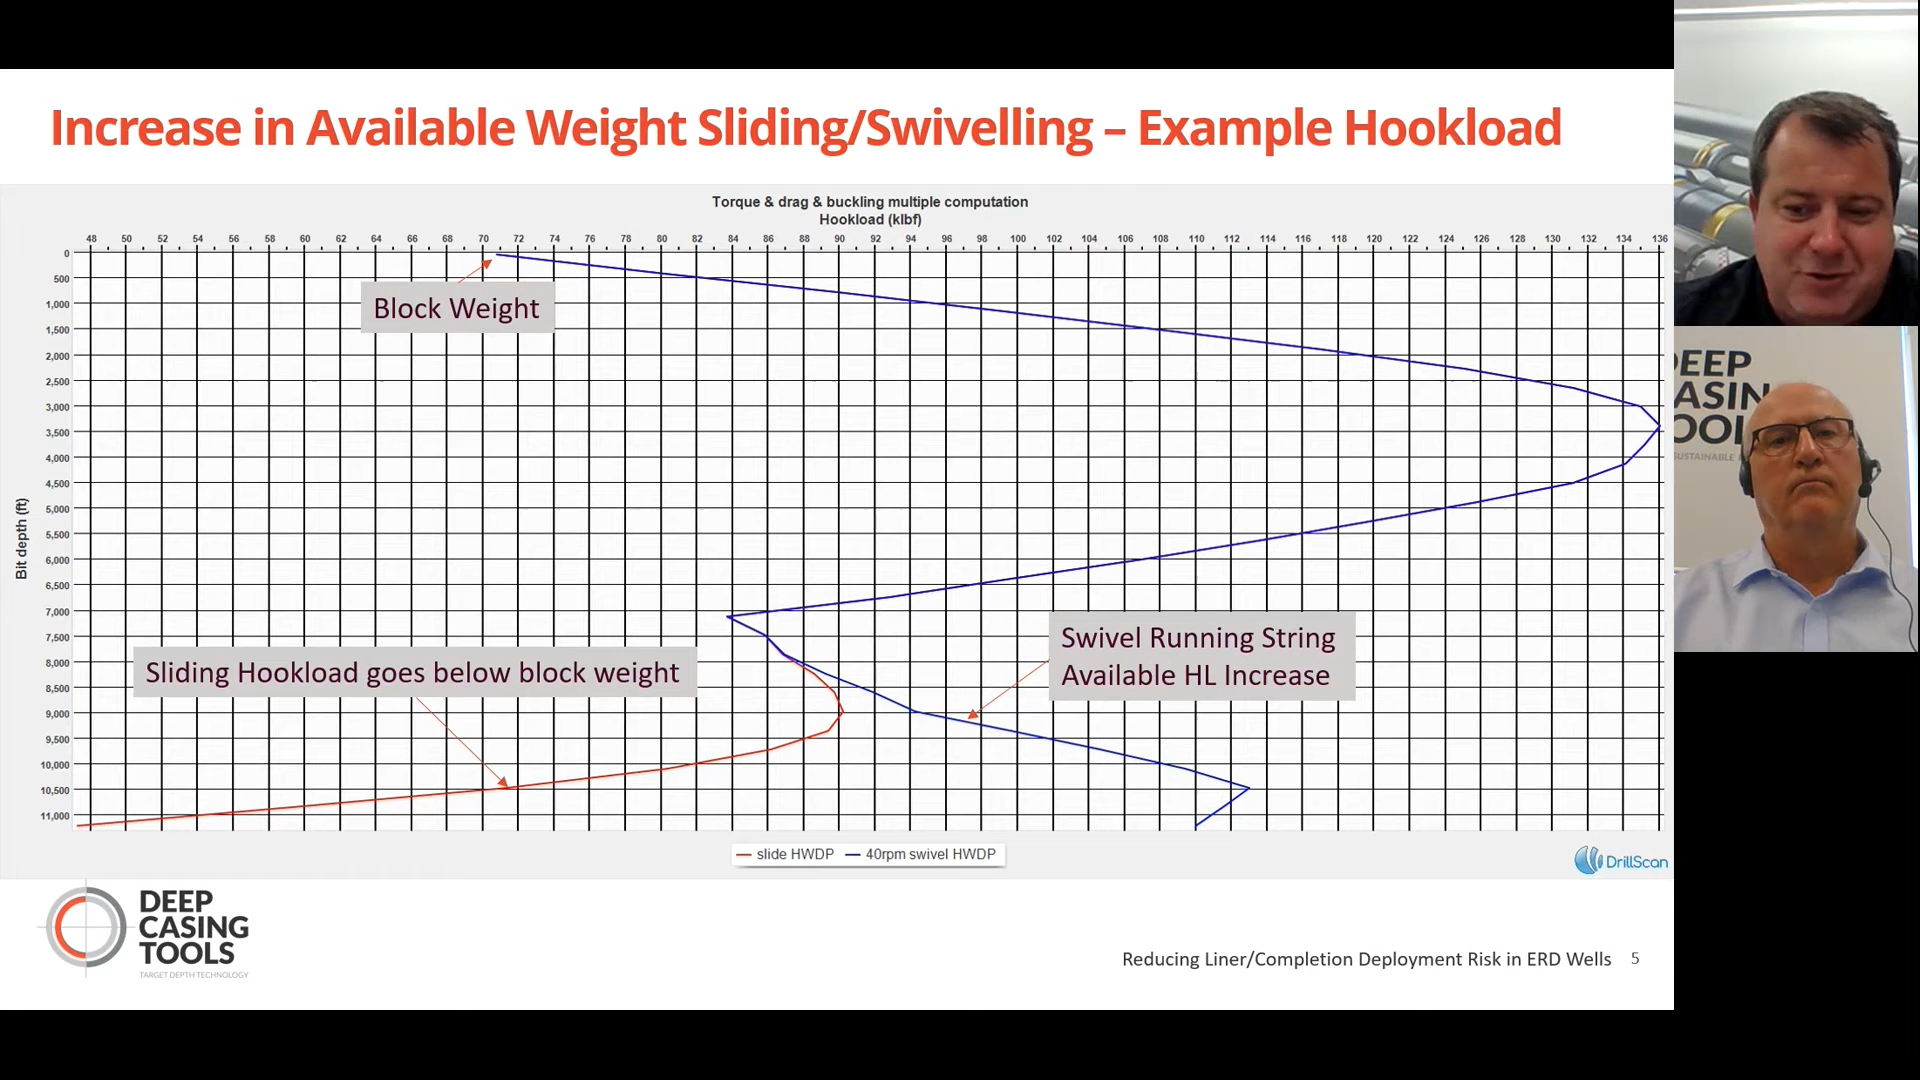 Increase in Available Weight Sliding/Swivelling – Example Hookload
Torque & drag & buckling multiple computation
Hookload (klbf)
48 50 52 54 56 58 60 62 64 66 68 70 72 74 76 78 80 82 84 86 88 90 92 94 96 98 100 102 104 106 108 110 112 114 116 118 120 122 124 126 128 130 132 134 136
Bit depth (ft)
0
500
1,000
1,500
2,000
2,500
3,000
3,500
4,000
4,500
5,000
5,500
6,000
6,500
7,000
7,500
8,000
8,500
9,000
9,500
10,000
10,500
11,000
Block Weight
Swivel Running String
Available HL Increase
Sliding Hookload goes below block weight
slide HWDP
40rpm swivel HWDP
DrillScan
DEEP
CASING
TOOLS
TARGET DEPTH TECHNOLOGY
Reducing Liner/Completion Deployment Risk in ERD Wells 5
DEEP
CASING
TOOLS
SUSTAINABLE